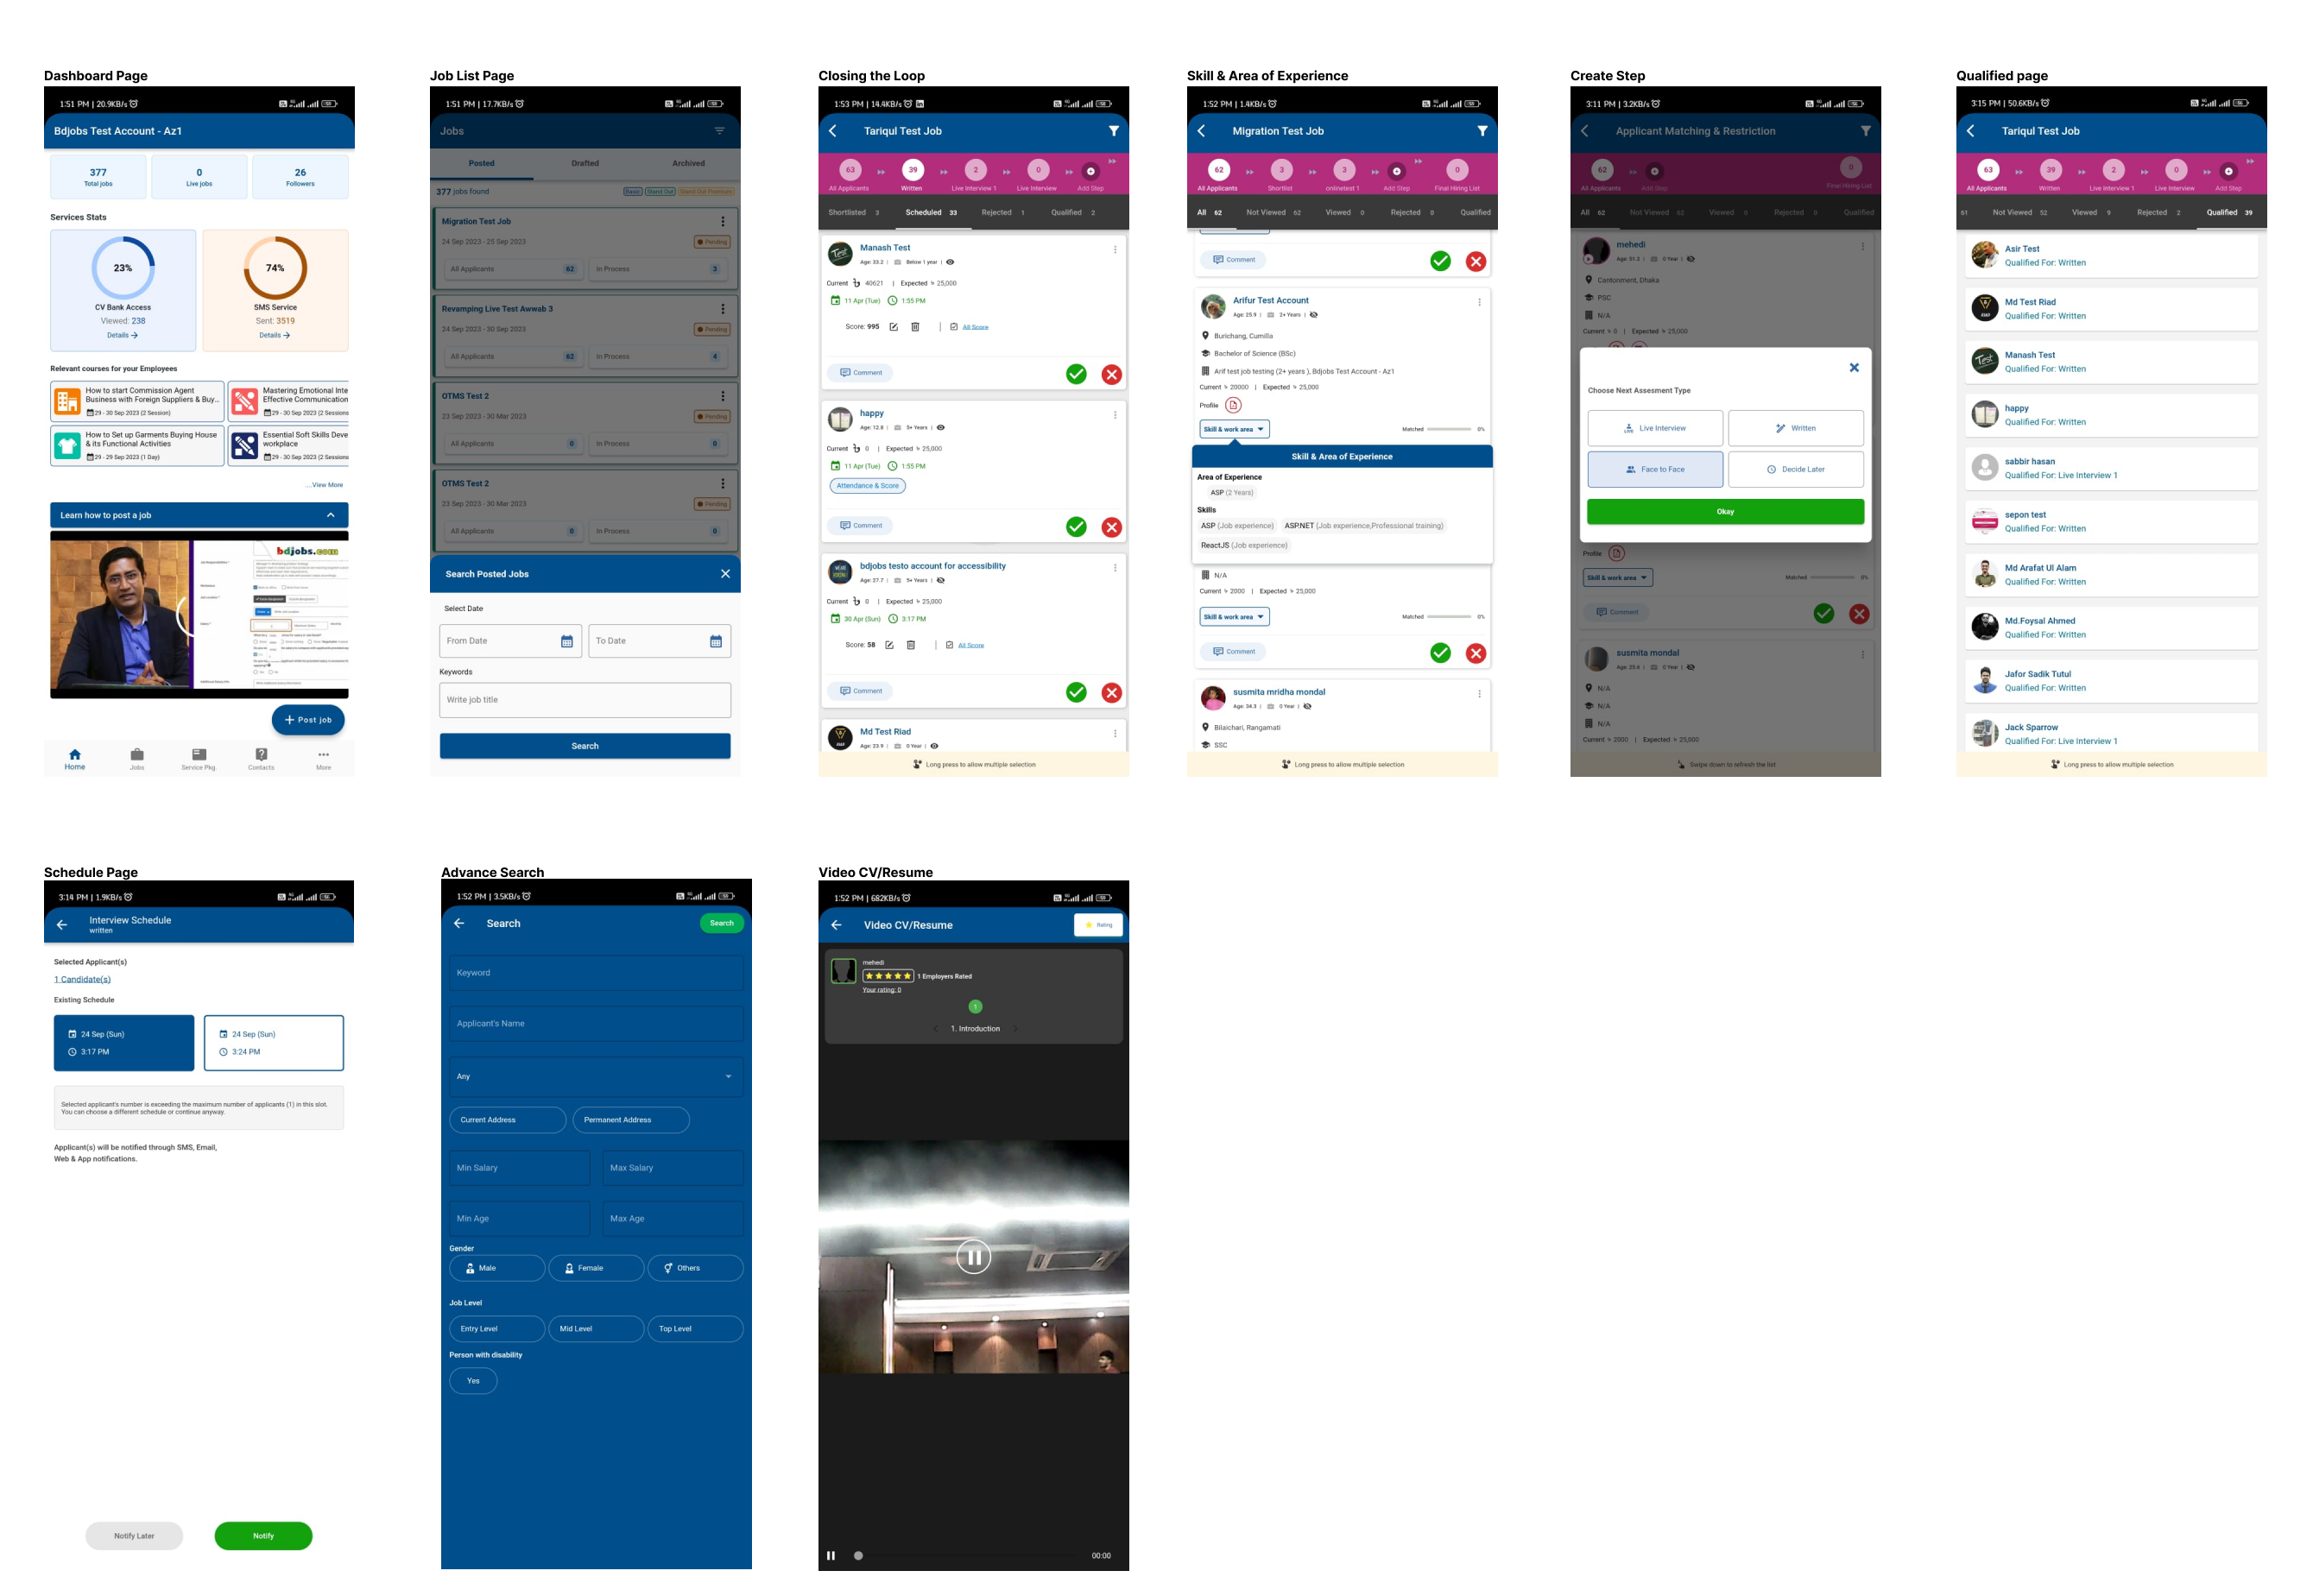 Dashboard Page
1:51 PM | 20.9KB/s
Bdjobs Test Account - Az1
377
Total jobs
0
Live jobs
26
Followers
Services Stats
23%
CV Bank Access
Viewed: 238
Details
74%
SMS Service
Sent: 3519
Details
Relevant courses for your Employees
How to start Commission Agent
Business with Foreign Suppliers & Buy...
29 - 30 Sep 2023 (2 Session)
Mastering Emotional Inte
Effective Communication
29 - 30 Sep 2023 (2 Sessions
How to Set up Garments Buying House
& its Functional Activities
29 - 29 Sep 2023 (1 Day)
Essential Soft Skills Deve
workplace
29 - 30 Sep 2023 (2 Sessions
...View More
Learn how to post a job
bdjobs.com
+ Post job
Home
Jobs
Service Pkg.
Contacts
More
Job List Page
1:51 PM | 17.7KB/s
Jobs
Posted
Drafted
Archived
377 jobs found
Basic
Stand Out
Stand Out Premium
Migration Test Job
24 Sep 2023 - 25 Sep 2023
Pending
All Applicants 62
In Process 3
Revamping Live Test Awwab 3
24 Sep 2023 - 30 Sep 2023
Pending
All Applicants 62
In Process 4
OTMS Test 2
23 Sep 2023 - 30 Mar 2023
Pending
All Applicants 0
In Process 0
OTMS Test 2
23 Sep 2023 - 30 Sep 2023
Pending
All Applicants 0
In Process 0
Search Posted Jobs
Select Date
From Date
To Date
Keywords
Write job title
Search
Closing the Loop
1:53 PM | 14.4KB/s
Tariqul Test Job
63
All Applicants
39
Written
2
Live Interview 1
0
Live Interview
Add Step
Shortlisted 3
Scheduled 33
Rejected 1
Qualified 2
Manash Test
Age: 33.2 | Below 1 year |
Current ৳ 40621 | Expected ৳ 25,000
11 Apr (Tue) 1:55 PM
Score: 995 | All Score
Comment
happy
Age: 12.8 | 5+ Years |
Current ৳ 0 | Expected ৳ 25,000
11 Apr (Tue) 1:55 PM
Attendance & Score
Comment
bdjobs testo account for accessibility
Age: 27.7 | 5+ Years |
Current ৳ 0 | Expected ৳ 25,000
30 Apr (Sun) 3:17 PM
Score: 58 | All Score
Comment
Md Test Riad
Age: 23.9 | 0 Year |
Long press to allow multiple selection
Skill & Area of Experience
1:52 PM | 1.4KB/s
Migration Test Job
62
All Applicants
3
Shortlist
3
onlinetest 1
Add Step
0
Final Hiring List
All 62
Not Viewed 62
Viewed 0
Rejected 0
Qualified
Comment
Arifur Test Account
Age: 25.9 | 2+ Years |
Burichang, Cumilla
Bachelor of Science (BSc)
Arif test job testing (2+ years ), Bdjobs Test Account - Az1
Current ৳ 20000 | Expected ৳ 25,000
Profile
Skill & work area
Matched 0%
Skill & Area of Experience
Area of Experience
ASP (2 Years)
Skills
ASP (Job experience) ASP.NET (Job experience,Professional training)
ReactJS (Job experience)
N/A
Current ৳ 2000 | Expected ৳ 25,000
Skill & work area
Matched 0%
Comment
susmita mridha mondal
Age: 34.3 | 0 Year |
Bilaichari, Rangamati
SSC
Long press to allow multiple selection
Create Step
3:11 PM | 3.2KB/s
Applicant Matching & Restriction
62
All Applicants
Add Step
0
Final Hiring List
All 62
Not Viewed 62
Viewed 0
Rejected 0
Qualified
mehedi
Age: 51.2 | 0 Year |
Cantonment, Dhaka
PSC
N/A
Current ৳ 0 | Expected ৳ 25,000
Choose Next Assesment Type
Live Interview
Written
Face to Face
Decide Later
Okay
Profile
Skill & work area
Matched 0%
Comment
susmita mondal
Age: 25.6 | 0 Year |
N/A
N/A
N/A
Current ৳ 2000 | Expected ৳ 25,000
Swipe down to refresh the list
Qualified page
3:15 PM | 50.6KB/s
Tariqul Test Job
63
All Applicants
39
Written
2
Live Interview 1
0
Live Interview
Add Step
61
Not Viewed 52
Viewed 9
Rejected 2
Qualified 39
Asir Test
Qualified For: Written
Md Test Riad
Qualified For: Written
Manash Test
Qualified For: Written
happy
Qualified For: Written
sabbir hasan
Qualified For: Live Interview 1
sepon test
Qualified For: Written
Md Arafat Ul Alam
Qualified For: Written
Md.Foysal Ahmed
Qualified For: Written
Jafor Sadik Tutul
Qualified For: Written
Jack Sparrow
Qualified For: Live Interview 1
Long press to allow multiple selection
Schedule Page
3:14 PM | 1.9KB/s
Interview Schedule
written
Selected Applicant(s)
1 Candidate(s)
Existing Schedule
24 Sep (Sun)
3:17 PM
24 Sep (Sun)
3:24 PM
Selected applicant's number is exceeding the maximum number of applicants (1) in this slot.
You can choose a different schedule or continue anyway.
Applicant(s) will be notified through SMS, Email,
Web & App notifications.
Notify Later
Notify
Advance Search
1:52 PM | 3.5KB/s
Search
Search
Keyword
Applicant's Name
Any
Current Address
Permanent Address
Min Salary
Max Salary
Min Age
Max Age
Gender
Male
Female
Others
Job Level
Entry Level
Mid Level
Top Level
Person with disability
Yes
Video CV/Resume
1:52 PM | 682KB/s
Video CV/Resume
Rating
mehedi
1 Employers Rated
Your rating: 0
1
1. Introduction
00:00